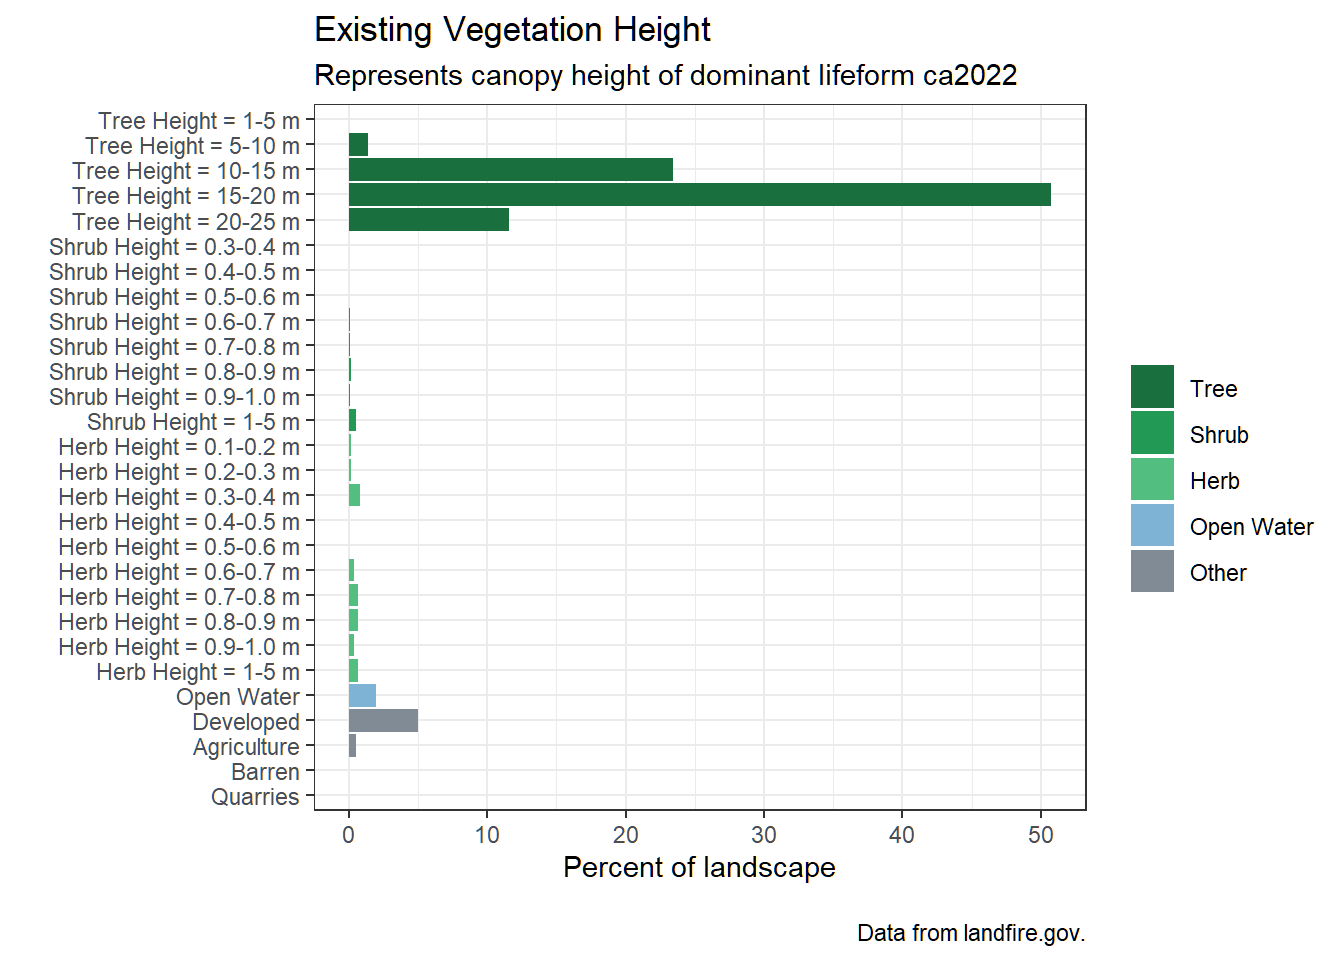 Existing Vegetation Height
Represents canopy height of dominant lifeform ca2022
Tree Height = 1-5 m
Tree Height = 5-10 m
Tree Height = 10-15 m
Tree Height = 15-20 m
Tree Height = 20-25 m
Shrub Height = 0.3-0.4 m
Shrub Height = 0.4-0.5 m
Shrub Height = 0.5-0.6 m
Shrub Height = 0.6-0.7 m
Shrub Height = 0.7-0.8 m
Shrub Height = 0.8-0.9 m
Shrub Height = 0.9-1.0 m
Shrub Height = 1-5 m
Herb Height = 0.1-0.2 m
Herb Height = 0.2-0.3 m
Herb Height = 0.3-0.4 m
Herb Height = 0.4-0.5 m
Herb Height = 0.5-0.6 m
Herb Height = 0.6-0.7 m
Herb Height = 0.7-0.8 m
Herb Height = 0.8-0.9 m
Herb Height = 0.9-1.0 m
Herb Height = 1-5 m
Open Water
Developed
Agriculture
Barren
Quarries
0 10 20 30 40 50
Percent of landscape
Tree
Shrub
Herb
Open Water
Other
Data from landfire.gov.